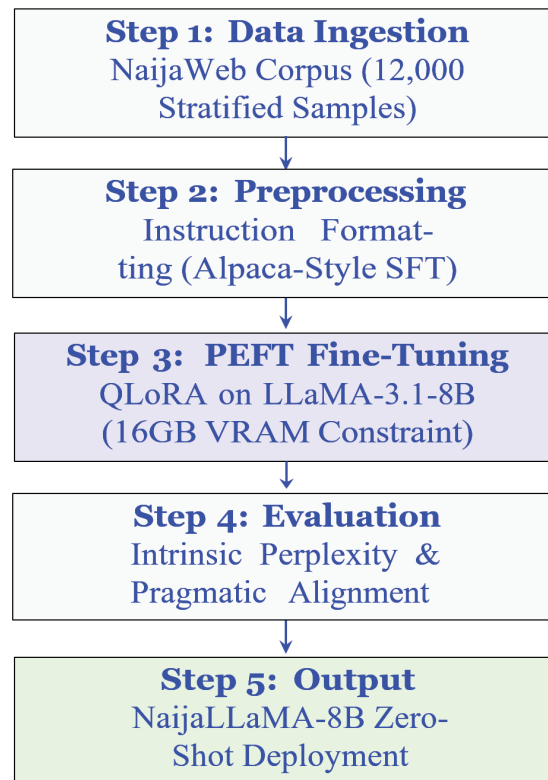 Step 1: Data Ingestion
NaijaWeb Corpus (12,000
Stratified Samples)
Step 2: Preprocessing
Instruction Format-
ting (Alpaca-Style SFT)
Step 3: PEFT Fine-Tuning
QLoRA on LLaMA-3.1-8B
(16GB VRAM Constraint)
Step 4: Evaluation
Intrinsic Perplexity &
Pragmatic Alignment
Step 5: Output
NaijaLLaMA-8B Zero-
Shot Deployment